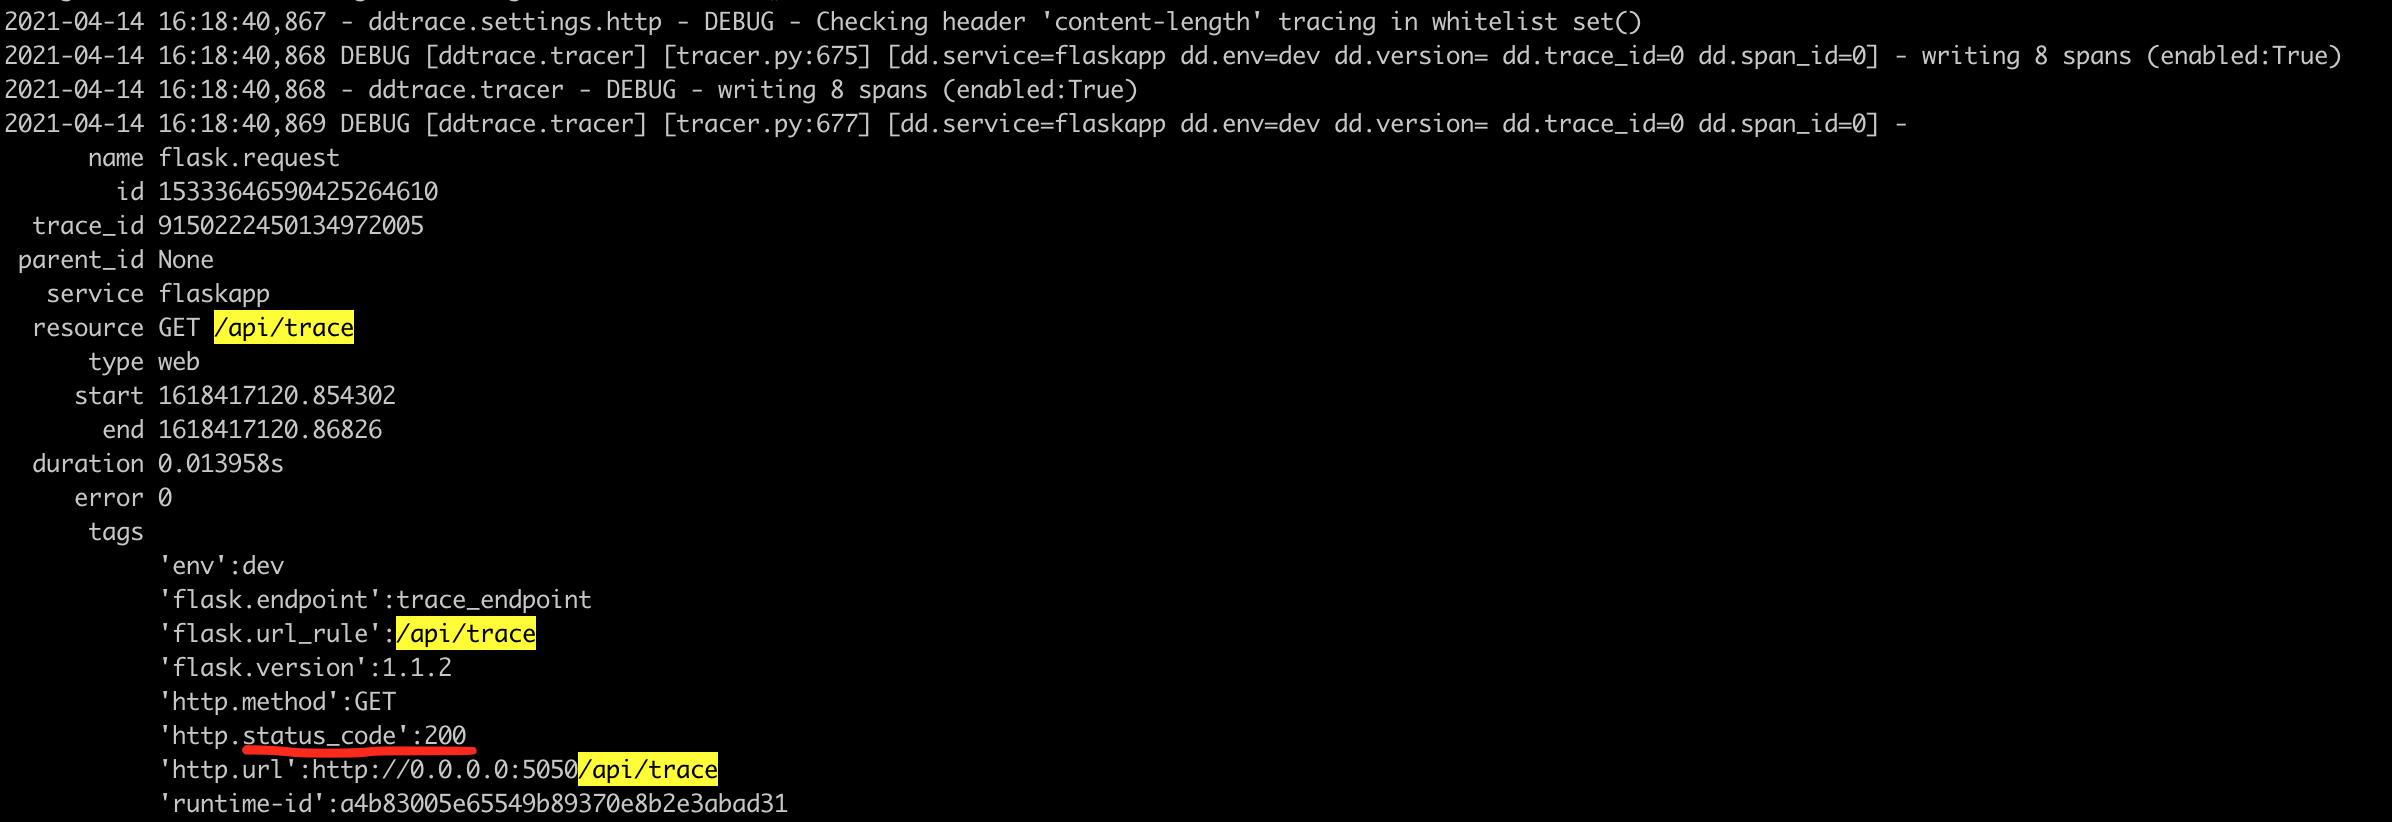 2021-04-14 16:18:40,867 - ddtrace.settings.http - DEBUG - Checking header 'content-length' tracing in whitelist set()
2021-04-14 16:18:40,868 DEBUG [ddtrace.tracer] [tracer.py:675] [dd.service=flaskapp dd.env=dev dd.version= dd.trace_id=0 dd.span_id=0] - writing 8 spans (enabled:True)
2021-04-14 16:18:40,868 - ddtrace.tracer - DEBUG - writing 8 spans (enabled:True)
2021-04-14 16:18:40,869 DEBUG [ddtrace.tracer] [tracer.py:677] [dd.service=flaskapp dd.env=dev dd.version= dd.trace_id=0 dd.span_id=0] -
name flask.request
id 15333646590425264610
trace_id 9150222450134972005
parent_id None
service flaskapp
resource GET /api/trace
type web
start 1618417120.854302
end 1618417120.86826
duration 0.013958s
error 0
tags
'env':dev
'flask.endpoint':trace_endpoint
'flask.url_rule':/api/trace
'flask.version':1.1.2
'http.method':GET
'http.status_code':200
'http.url':http://0.0.0.0:5050/api/trace
'runtime-id':a4b83005e65549b89370e8b2e3abad31